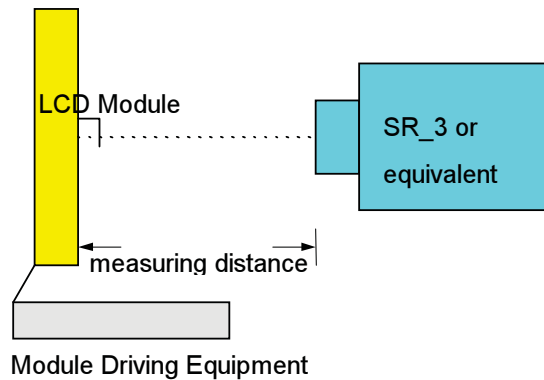 LCD Module
SR_3 or
equivalent
measuring distance
Module Driving Equipment